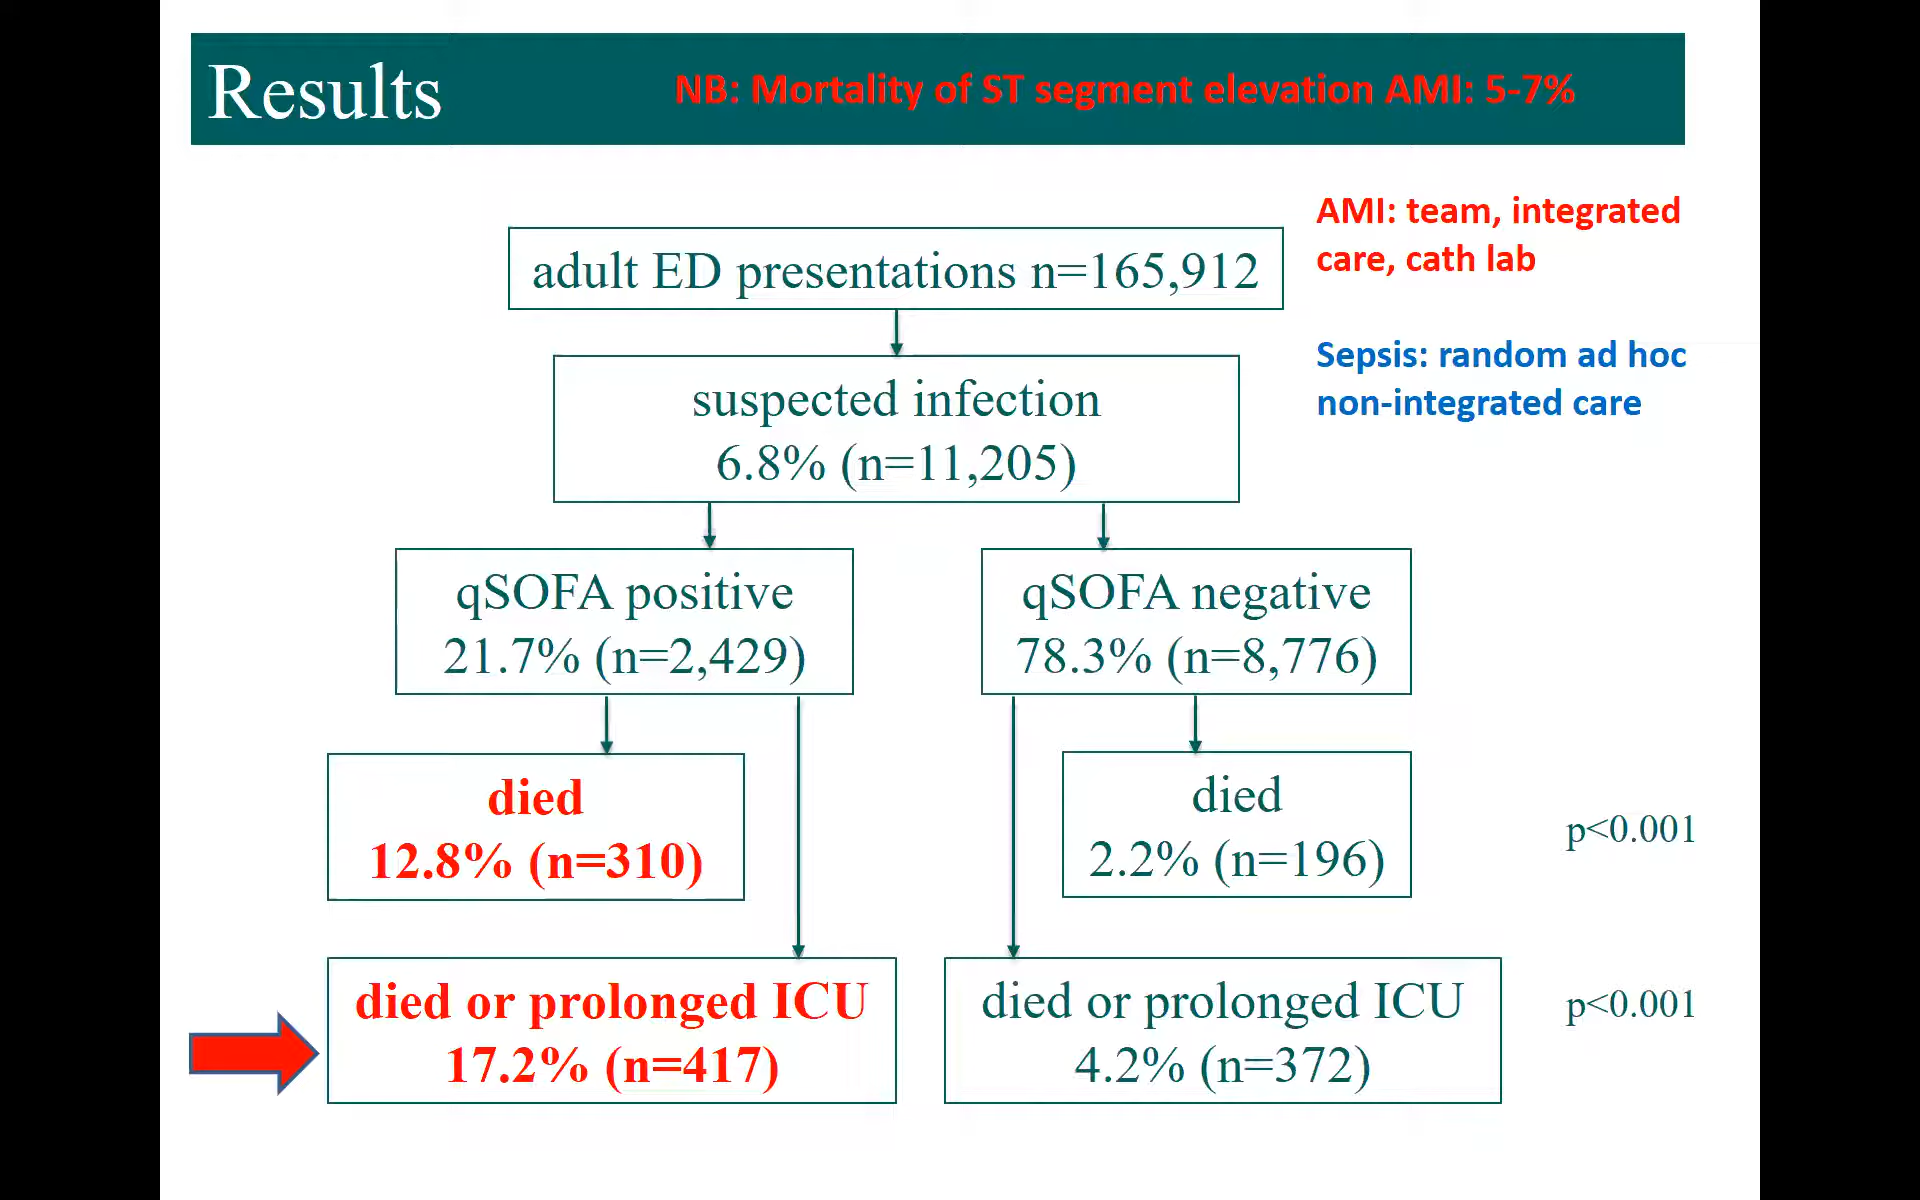 Results
NB: Mortality of ST segment elevation AMI: 5-7%
AMI: team, integrated
care, cath lab
adult ED presentations n=165,912
Sepsis: random ad hoc
non-integrated care
suspected infection
6.8% (n=11,205)
qSOFA positive
21.7% (n=2,429)
qSOFA negative
78.3% (n=8,776)
died
12.8% (n=310)
died
2.2% (n=196)
p<0.001
died or prolonged ICU
17.2% (n=417)
died or prolonged ICU
4.2% (n=372)
p<0.001